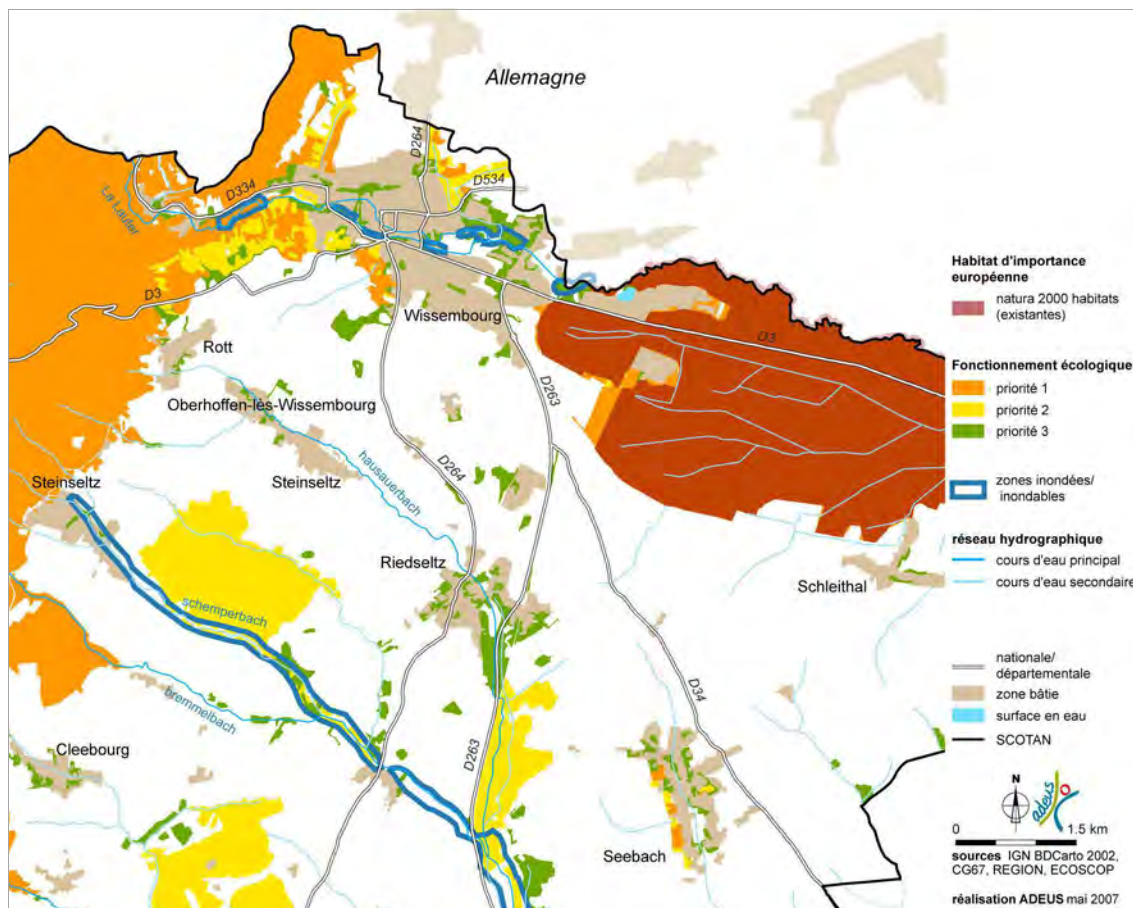 Allemagne
D264
D534
D334
La Lauter
D3
Wissembourg
D3
Rott
D263
Oberhoffen-lès-Wissembourg
hausauerbach
D264
Steinseltz
Steinseltz
Riedseltz
Schleithal
schemperbach
bremmelbach
D34
Cleebourg
D263
Seebach
Habitat d'importance
européenne
natura 2000 habitats
(existantes)
Fonctionnement écologique
priorité 1
priorité 2
priorité 3
zones inondées/
inondables
réseau hydrographique
cours d'eau principal
cours d'eau secondaire
nationale/
départementale
zone bâtie
surface en eau
SCOTAN
N
adeus
0 1.5 km
sources IGN BDCarto 2002,
CG67, REGION, ECOSCOP
réalisation ADEUS mai 2007